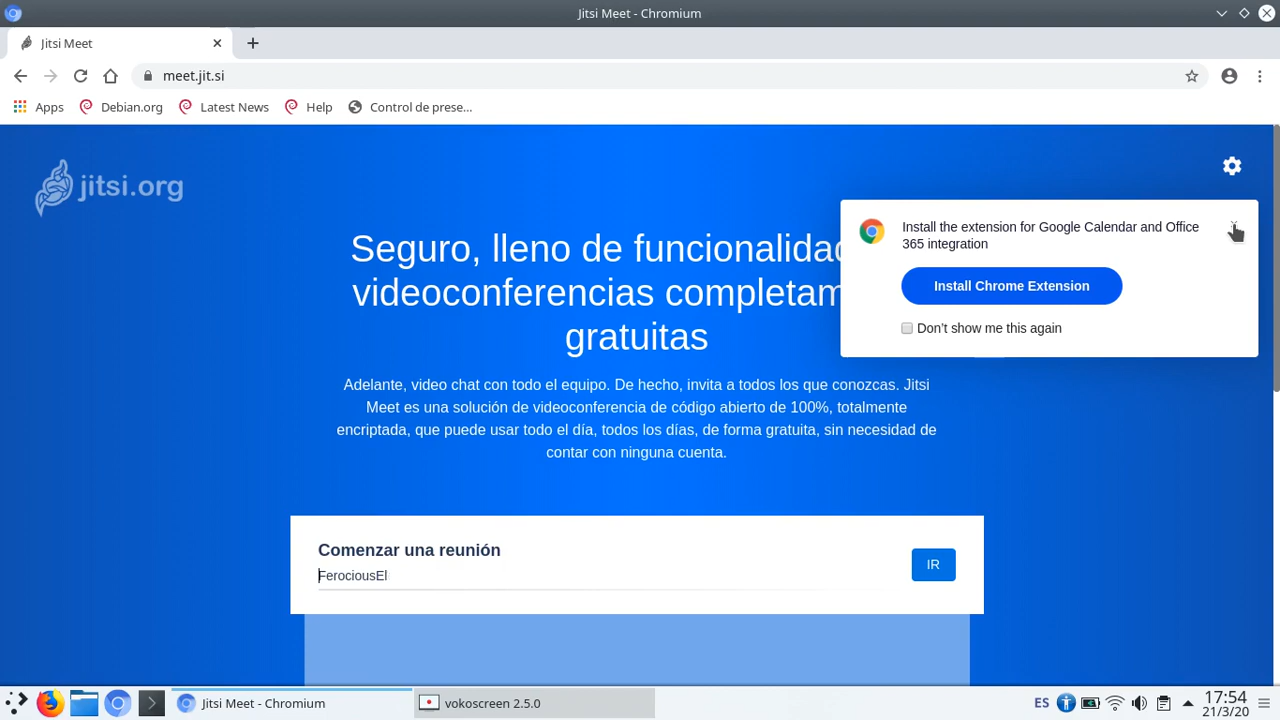 Jitsi Meet - Chromium
Jitsi Meet
meet.jit.si
Apps
Debian.org
Latest News
Help
Control de prese...
jitsi.org
Install the extension for Google Calendar and Office
365 integration
Install Chrome Extension
Don't show me this again
Seguro, lleno de funcionalidad
videoconferencias completam
gratuitas
Adelante, video chat con todo el equipo. De hecho, invita a todos los que conozcas. Jitsi
Meet es una solución de videoconferencia de código abierto de 100%, totalmente
encriptada, que puede usar todo el día, todos los días, de forma gratuita, sin necesidad de
contar con ninguna cuenta.
Comenzar una reunión
FerociousEl
IR
Jitsi Meet - Chromium
vokoscreen 2.5.0
ES
17:54
21/3/20